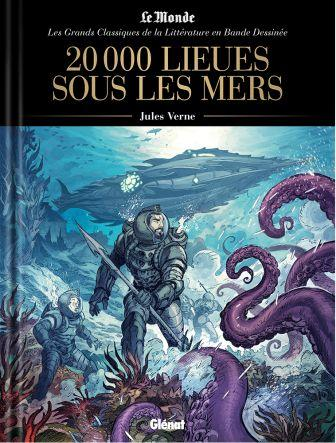 Le Monde
Les Grands Classiques de la Littérature en Bande Dessinée
20 000 LIEUES
SOUS LES MERS
Jules Verne
Glénat